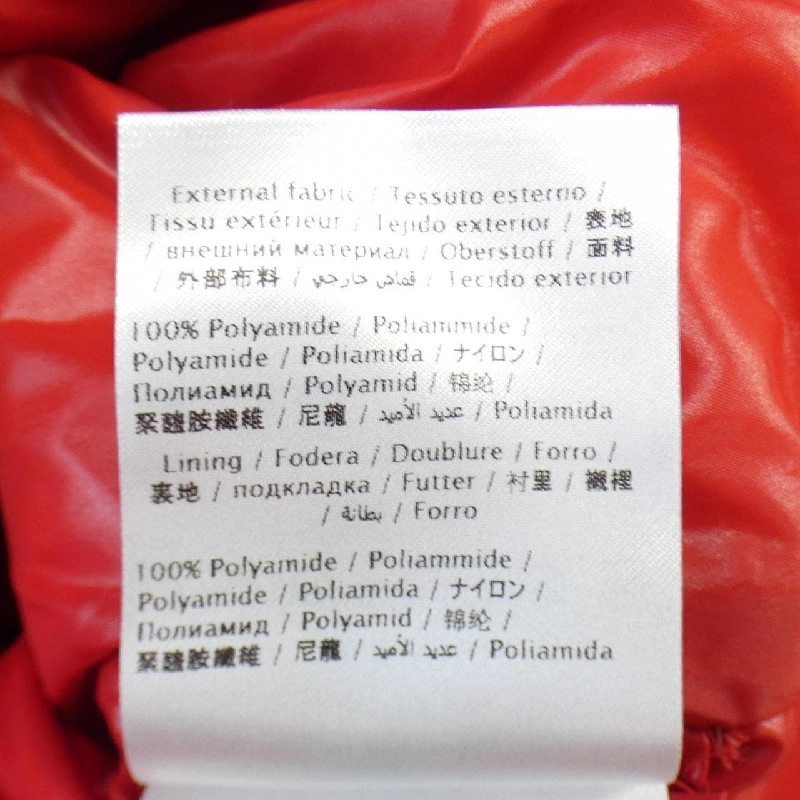 External fabric / Tessuto esterno /
Tissu extérieur / Tejido exterior / 表地
/ внешний материал / Oberstoff / 面料
/ 外部布料 / قماش خارجي / Tecido exterior
100% Polyamide / Poliammide /
Polyamide / Poliamida / ナイロン /
Полиамид / Polyamid / 锦纶 /
聚醯胺纖維 / 尼龍 / عديد الأميد / Poliamida
Lining / Fodera / Doublure / Forro /
裏地 / подкладка / Futter / 衬里 / 襯裡
/ بطانة / Forro
100% Polyamide / Poliammide /
Polyamide / Poliamida / ナイロン /
Полиамид / Polyamid / 锦纶 /
聚醯胺纖維 / 尼龍 / عديد الأميد / Poliamida